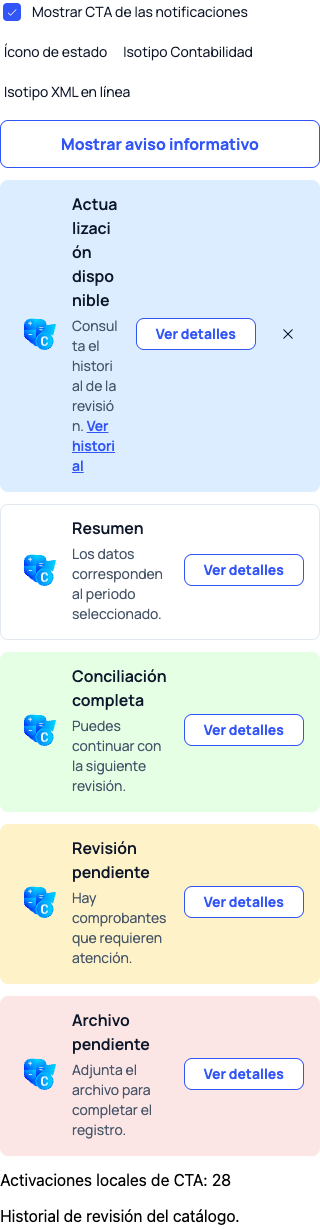 Mostrar CTA de las notificaciones
Ícono de estado Isotipo Contabilidad
Isotipo XML en línea
Mostrar aviso informativo
Actua
lizaci
ón
dispo
nible
Consul
ta el
histori
al de la
revisió
n. Ver
histori
al
Ver detalles
Resumen
Los datos
corresponden
al periodo
seleccionado.
Ver detalles
Conciliación
completa
Puedes
continuar con
la siguiente
revisión.
Ver detalles
Revisión
pendiente
Hay
comprobantes
que requieren
atención.
Ver detalles
Archivo
pendiente
Adjunta el
archivo para
completar el
registro.
Ver detalles
Activaciones locales de CTA: 28
Historial de revisión del catálogo.